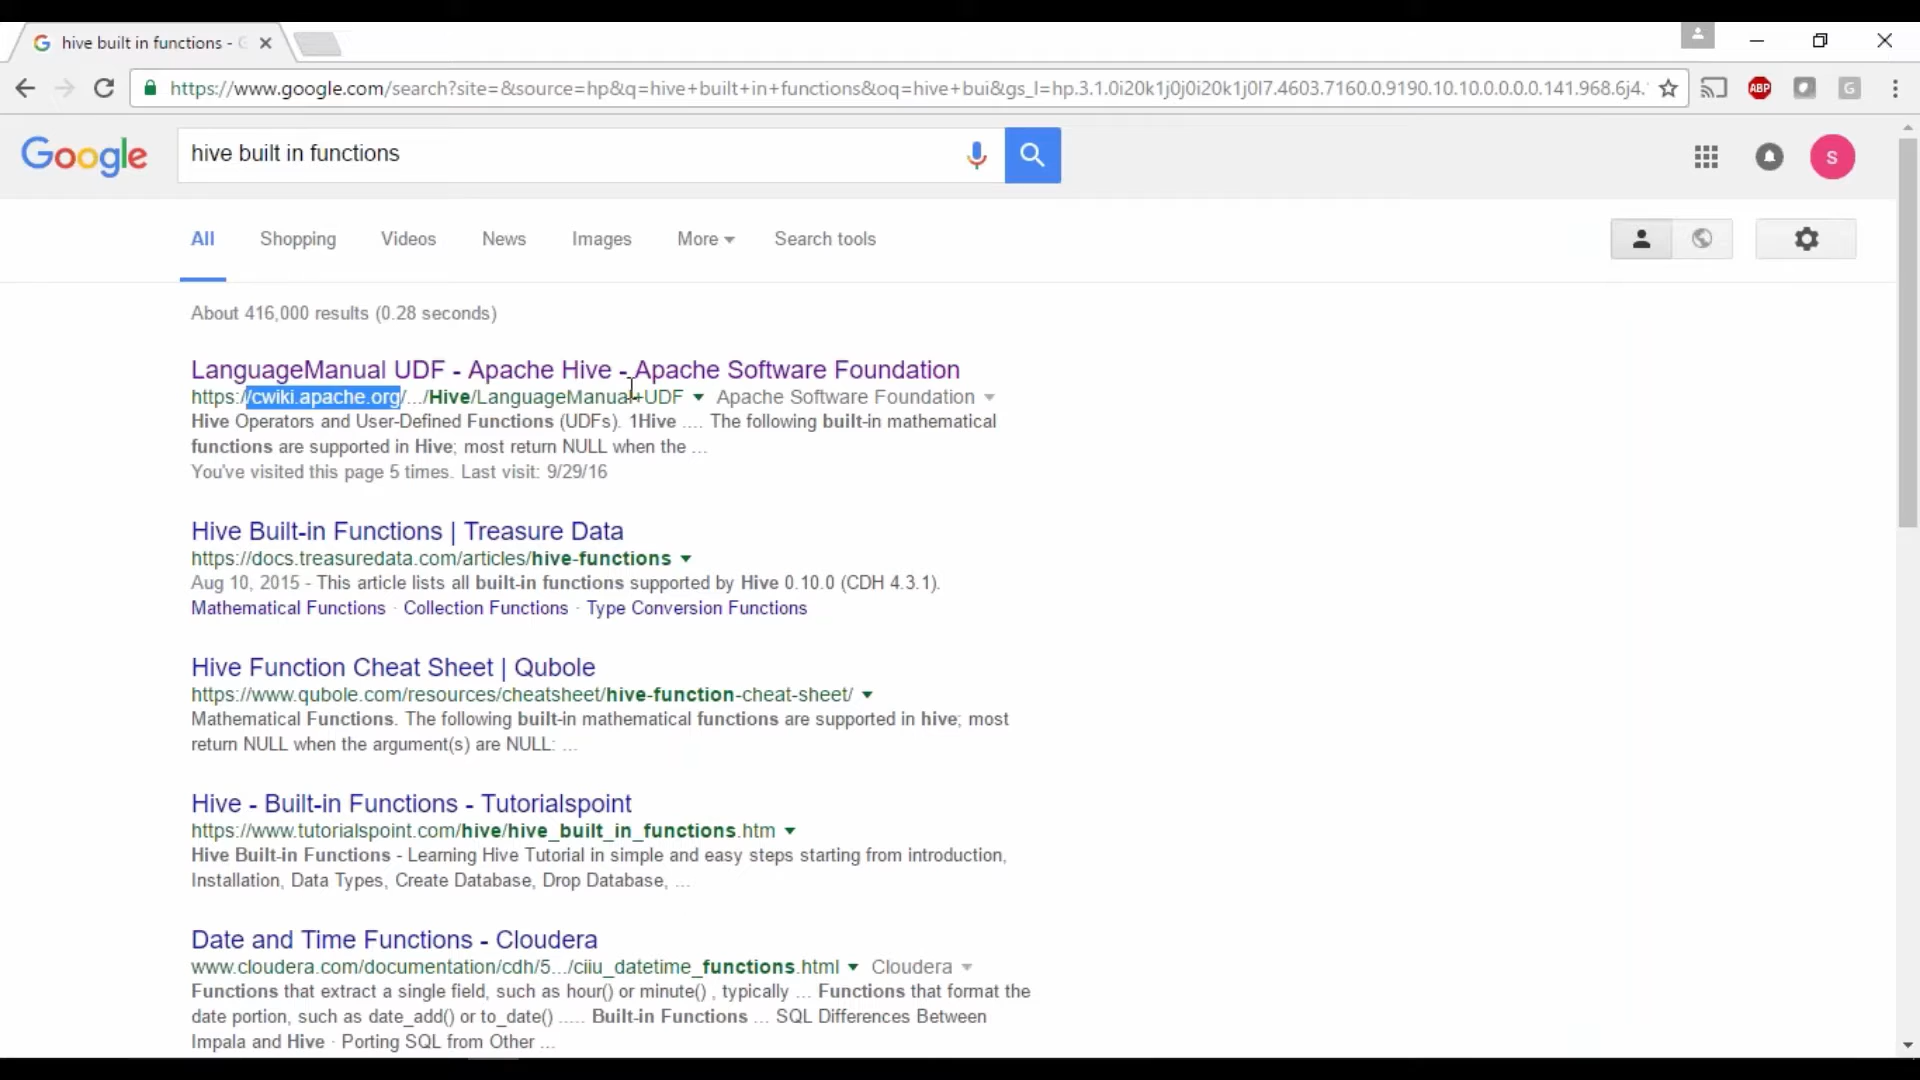 hive built in functions - G
https://www.google.com/search?site=&source=hp&q=hive+built+in+functions&oq=hive+bui&gs_l=hp.3.1.0i20k1j0j0i20k1j0l7.4603.7160.0.9190.10.10.0.0.0.0.141.968.6j4.
ABP
G
Google
hive built in functions
S
All
Shopping
Videos
News
Images
More
Search tools
About 416,000 results (0.28 seconds)
LanguageManual UDF - Apache Hive - Apache Software Foundation
https://cwiki.apache.org/.../Hive/LanguageManual+UDF Apache Software Foundation
Hive Operators and User-Defined Functions (UDFs). 1Hive .... The following built-in mathematical
functions are supported in Hive; most return NULL when the ...
You've visited this page 5 times. Last visit: 9/29/16
Hive Built-in Functions | Treasure Data
https://docs.treasuredata.com/articles/hive-functions
Aug 10, 2015 - This article lists all built-in functions supported by Hive 0.10.0 (CDH 4.3.1).
Mathematical Functions · Collection Functions · Type Conversion Functions
Hive Function Cheat Sheet | Qubole
https://www.qubole.com/resources/cheatsheet/hive-function-cheat-sheet/
Mathematical Functions. The following built-in mathematical functions are supported in hive; most
return NULL when the argument(s) are NULL: ...
Hive - Built-in Functions - Tutorialspoint
https://www.tutorialspoint.com/hive/hive_built_in_functions.htm
Hive Built-in Functions - Learning Hive Tutorial in simple and easy steps starting from introduction,
Installation, Data Types, Create Database, Drop Database, ...
Date and Time Functions - Cloudera
www.cloudera.com/documentation/cdh/5.../ciiu_datetime_functions.html Cloudera
Functions that extract a single field, such as hour() or minute() , typically ... Functions that format the
date portion, such as date_add() or to_date() ..... Built-in Functions ... SQL Differences Between
Impala and Hive · Porting SQL from Other ...